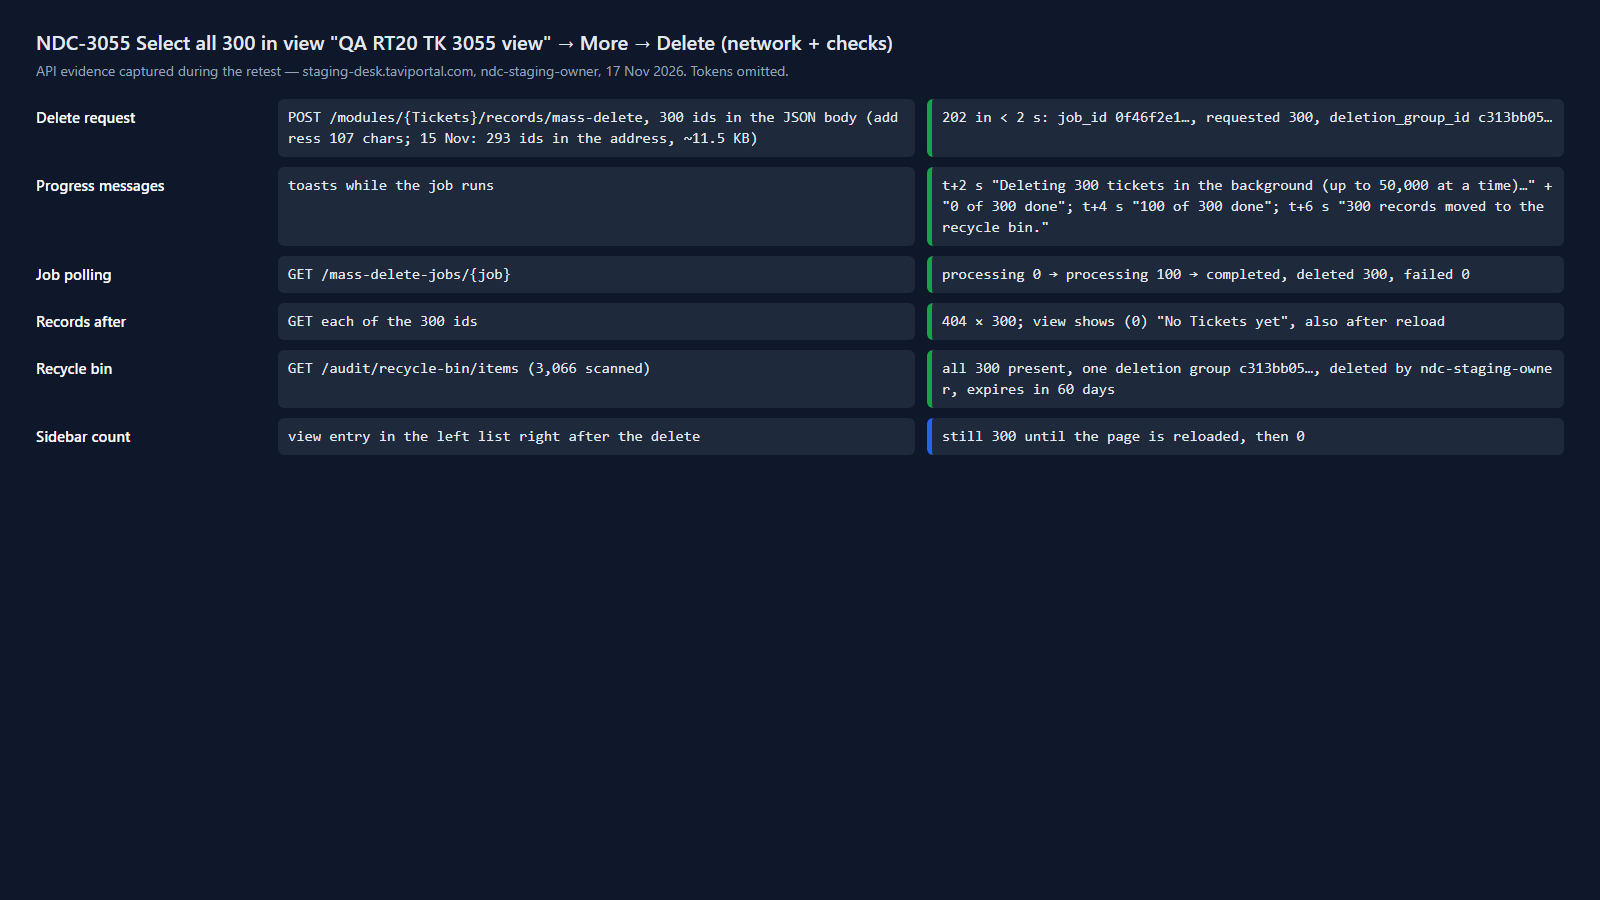 NDC-3055 Select all 300 in view "QA RT20 TK 3055 view" → More → Delete (network + checks)
API evidence captured during the retest — staging-desk.taviportal.com, ndc-staging-owner, 17 Nov 2026. Tokens omitted.
Delete request
POST /modules/{Tickets}/records/mass-delete, 300 ids in the JSON body (add
ress 107 chars; 15 Nov: 293 ids in the address, ~11.5 KB)
202 in < 2 s: job_id 0f46f2e1…, requested 300, deletion_group_id c313bb05…
Progress messages
toasts while the job runs
t+2 s "Deleting 300 tickets in the background (up to 50,000 at a time)…" +
"0 of 300 done"; t+4 s "100 of 300 done"; t+6 s "300 records moved to the
recycle bin."
Job polling
GET /mass-delete-jobs/{job}
processing 0 → processing 100 → completed, deleted 300, failed 0
Records after
GET each of the 300 ids
404 × 300; view shows (0) "No Tickets yet", also after reload
Recycle bin
GET /audit/recycle-bin/items (3,066 scanned)
all 300 present, one deletion group c313bb05…, deleted by ndc-staging-owne
r, expires in 60 days
Sidebar count
view entry in the left list right after the delete
still 300 until the page is reloaded, then 0